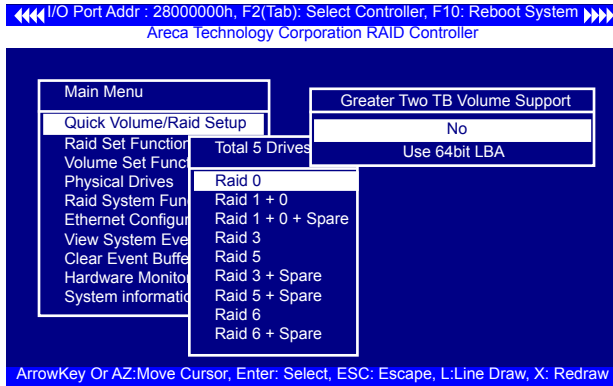 I/O Port Addr : 28000000h, F2(Tab): Select Controller, F10: Reboot System
Areca Technology Corporation RAID Controller
Main Menu
Quick Volume/Raid Setup
Raid Set Function
Volume Set Funct
Physical Drives
Raid System Fun
Ethernet Configur
View System Eve
Clear Event Buffe
Hardware Monitor
System informatic
Total 5 Drives
Raid 0
Raid 1 + 0
Raid 1 + 0 + Spare
Raid 3
Raid 5
Raid 3 + Spare
Raid 5 + Spare
Raid 6
Raid 6 + Spare
Greater Two TB Volume Support
No
Use 64bit LBA
ArrowKey Or AZ:Move Cursor, Enter: Select, ESC: Escape, L:Line Draw, X: Redraw